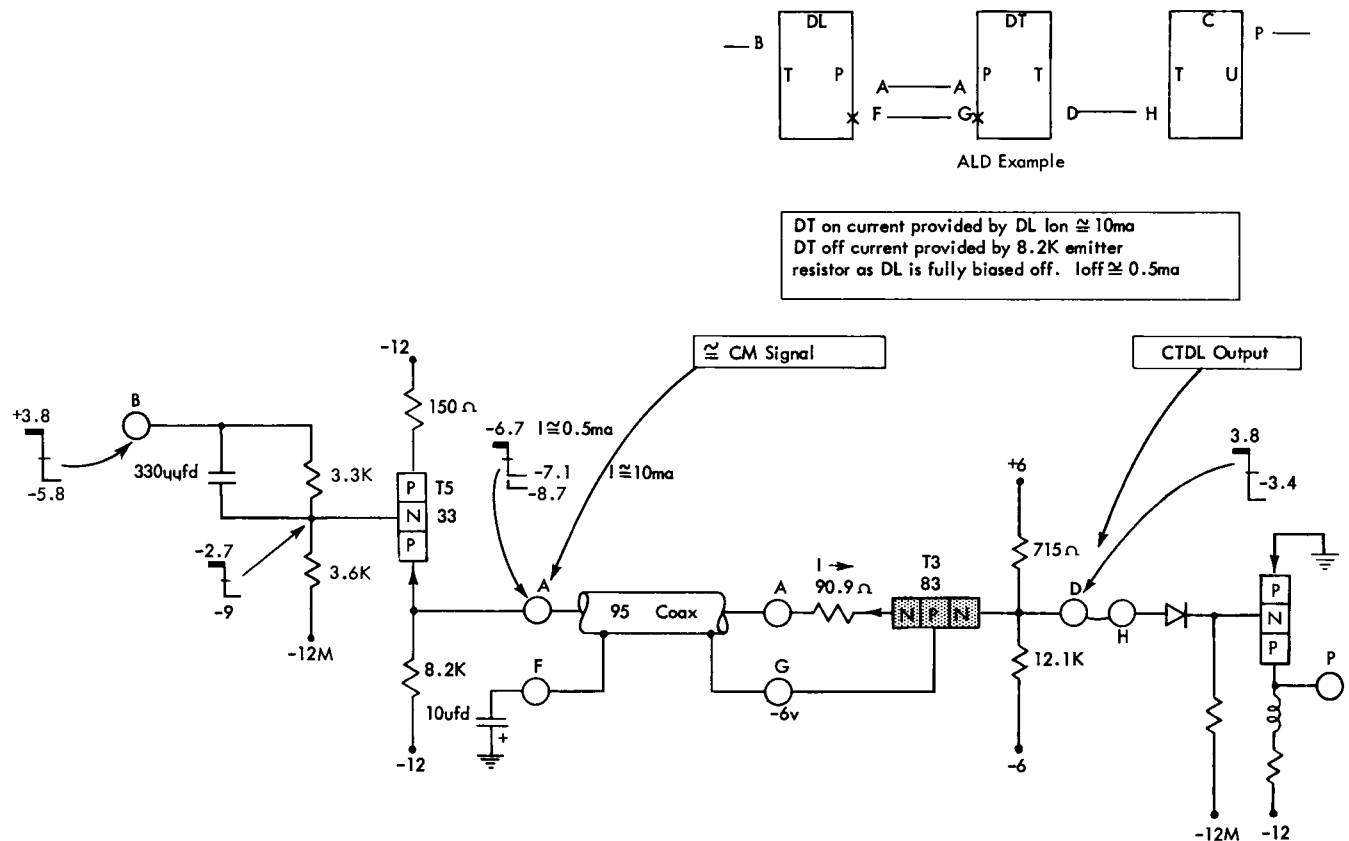 DL DT C
B T P P T T U P
A A
F G D H
ALD Example
DT on current provided by DL Ion ≅ 10ma
DT off current provided by 8.2K emitter
resistor as DL is fully biased off. Ioff ≅ 0.5ma
≅ CM Signal
CTDL Output
-12
150 Ω
B
+3.8
-5.8
330μμfd
3.3K
P T5
N 33
P
-2.7
-9
3.6K
-12M
-6.7 I≅0.5ma
-7.1 I≅10ma
-8.7
A
95 Coax
A
I →
90.9 Ω
T3
83
N P N
8.2K
-12
F
10ufd
+
G
-6v
+6
715Ω
D
H
3.8
-3.4
12.1K
-6
P
N
P
P
-12M
-12